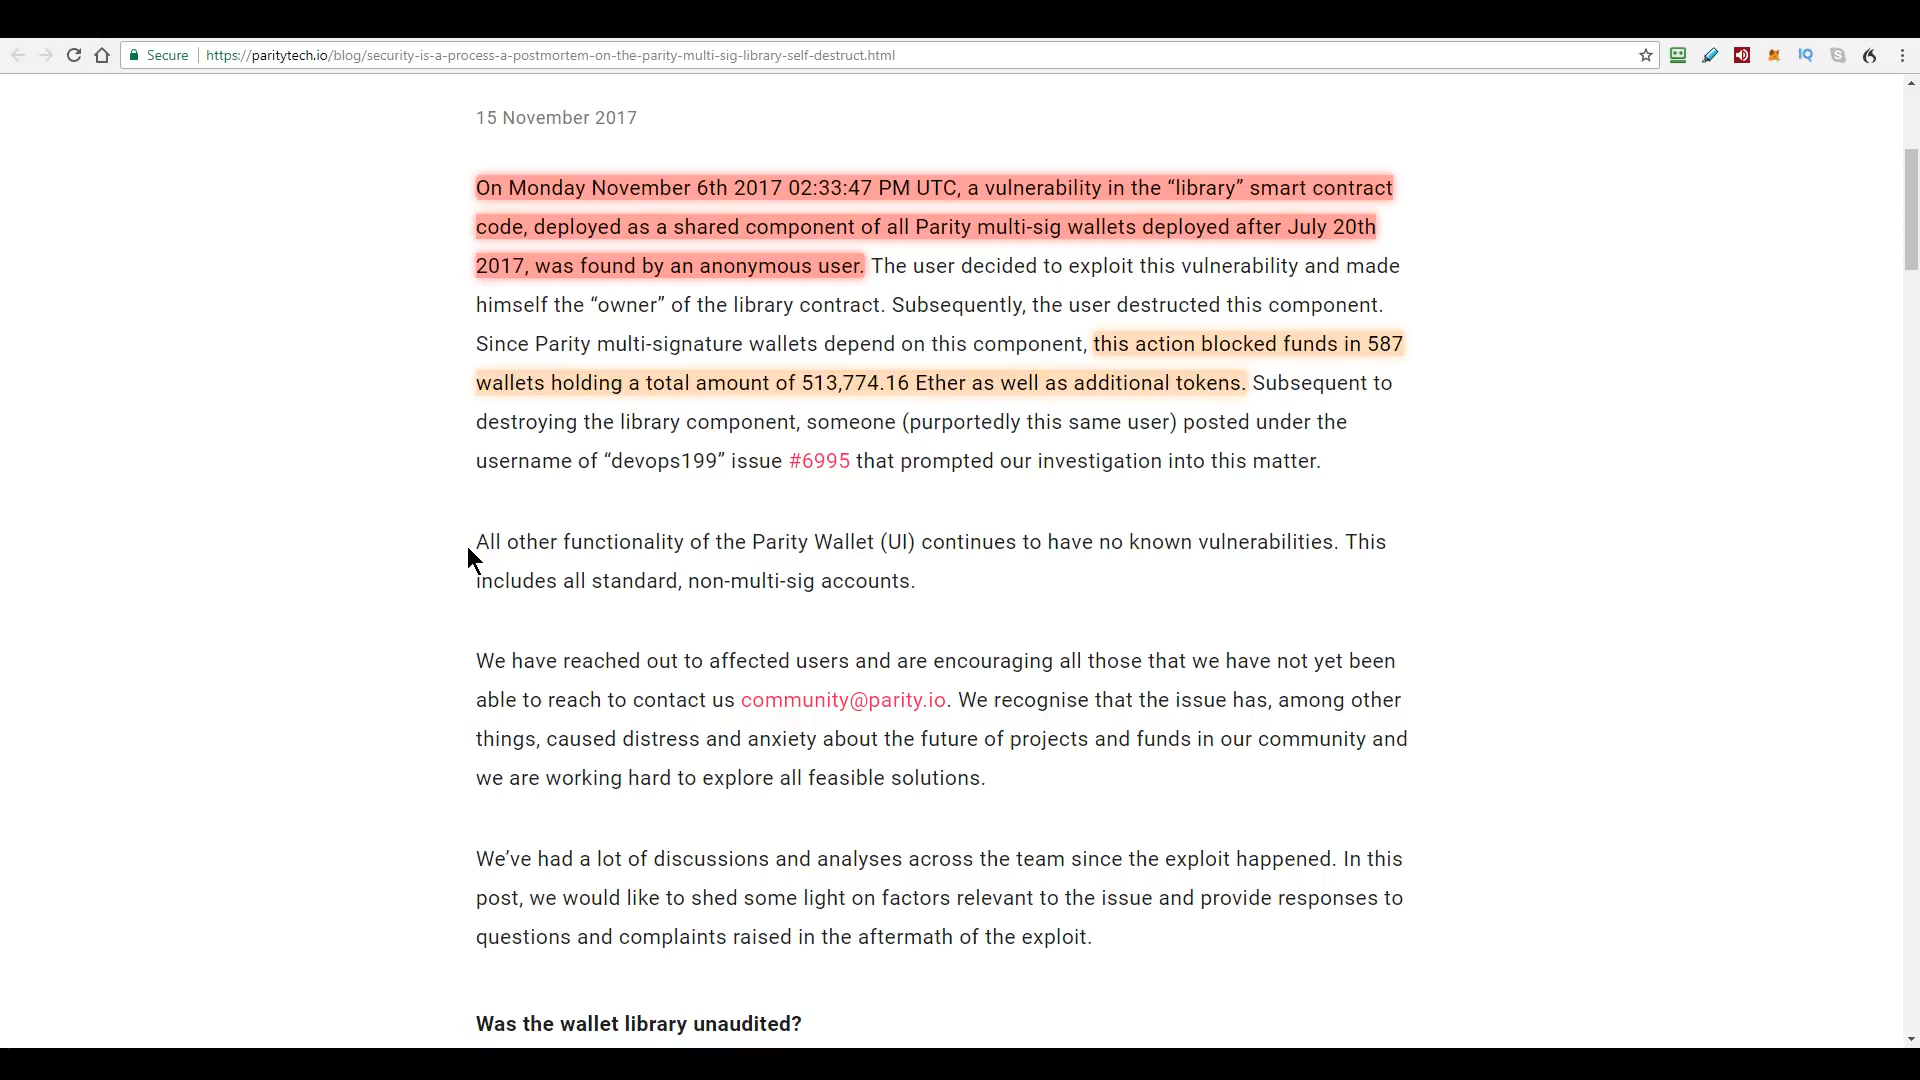 Secure https://paritytech.io/blog/security-is-a-process-a-postmortem-on-the-parity-multi-sig-library-self-destruct.html
IQ
15 November 2017
On Monday November 6th 2017 02:33:47 PM UTC, a vulnerability in the “library” smart contract
code, deployed as a shared component of all Parity multi-sig wallets deployed after July 20th
2017, was found by an anonymous user. The user decided to exploit this vulnerability and made
himself the “owner” of the library contract. Subsequently, the user destructed this component.
Since Parity multi-signature wallets depend on this component, this action blocked funds in 587
wallets holding a total amount of 513,774.16 Ether as well as additional tokens. Subsequent to
destroying the library component, someone (purportedly this same user) posted under the
username of “devops199” issue #6995 that prompted our investigation into this matter.
All other functionality of the Parity Wallet (UI) continues to have no known vulnerabilities. This
includes all standard, non-multi-sig accounts.
We have reached out to affected users and are encouraging all those that we have not yet been
able to reach to contact us community@parity.io. We recognise that the issue has, among other
things, caused distress and anxiety about the future of projects and funds in our community and
we are working hard to explore all feasible solutions.
We’ve had a lot of discussions and analyses across the team since the exploit happened. In this
post, we would like to shed some light on factors relevant to the issue and provide responses to
questions and complaints raised in the aftermath of the exploit.
Was the wallet library unaudited?